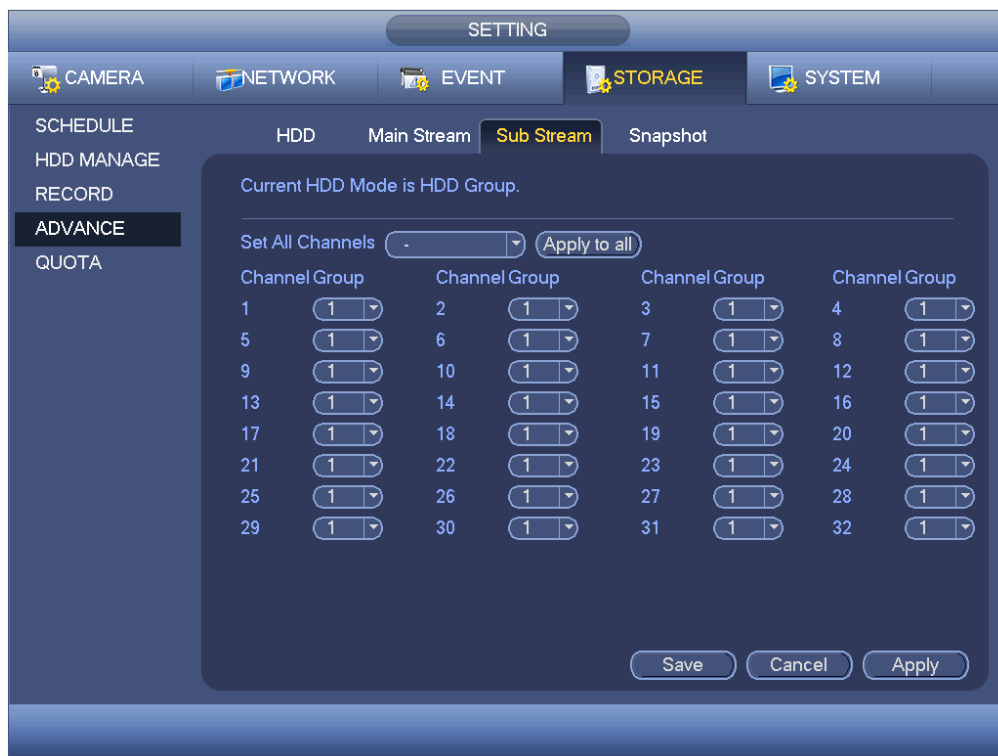 SETTING
CAMERA NETWORK EVENT STORAGE SYSTEM
SCHEDULE
HDD MANAGE
RECORD
ADVANCE
QUOTA
HDD Main Stream Sub Stream Snapshot
Current HDD Mode is HDD Group.
Set All Channels - Apply to all
Channel Group Channel Group Channel Group Channel Group
1 1 2 1 3 1 4 1
5 1 6 1 7 1 8 1
9 1 10 1 11 1 12 1
13 1 14 1 15 1 16 1
17 1 18 1 19 1 20 1
21 1 22 1 23 1 24 1
25 1 26 1 27 1 28 1
29 1 30 1 31 1 32 1
Save Cancel Apply